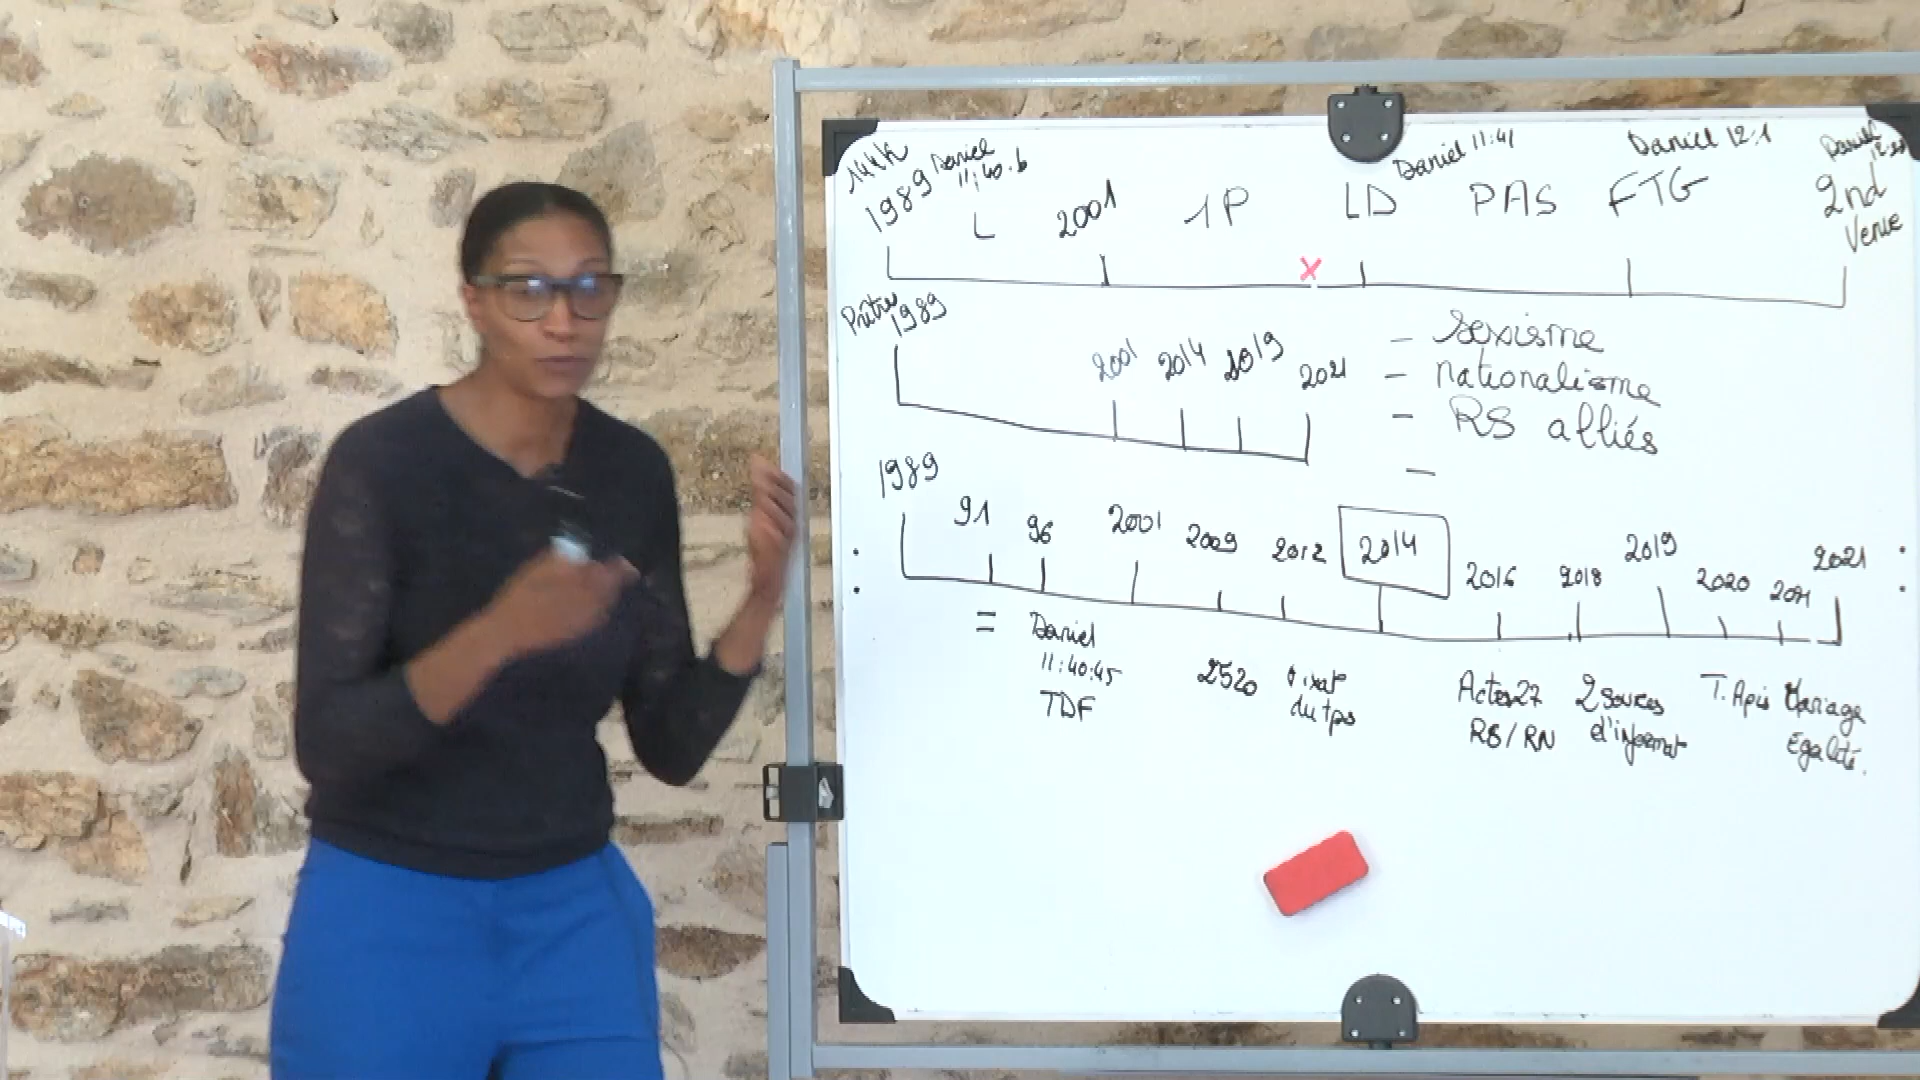 144K
1989 Daniel 11:40.b
L
2001
1P
LD Daniel 11:41
PAS
Daniel 12:1
FTG
2nd Venue
Prêtres 1989
2001
2014
2019
2021
- Sexisme
- nationalisme
- RS alliés
-
1989
91
96
2001
2009
2012
2014
2016
2018
2019
2020
2021
2021
= Daniel
11:40:45
TDF
2520
du tps
Actes 27
RS/RN
2 sources
d'informat
T. Apis
Mariage
Egalité.